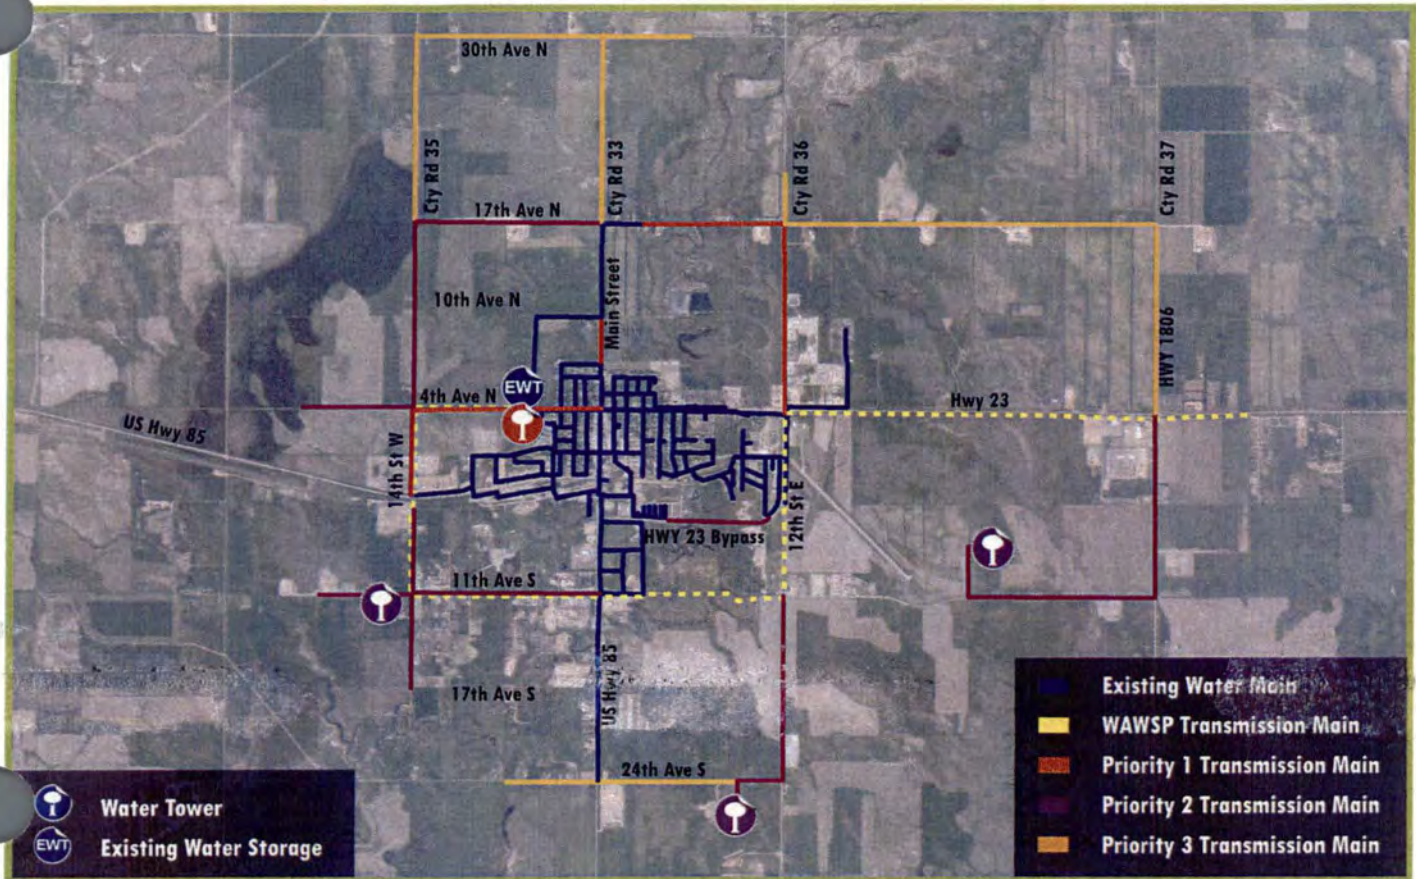 30th Ave N
Cty Rd 35
Cty Rd 33
Cty Rd 36
Cty Rd 37
17th Ave N
10th Ave N
Main Street
HWY 1806
EWT
4th Ave N
Hwy 23
US Hwy 85
14th St W
12th St E
HWY 23 Bypass
11th Ave S
US Hwy 85
17th Ave S
24th Ave S
Water Tower
EWT Existing Water Storage
Existing Water Main
WAWSP Transmission Main
Priority 1 Transmission Main
Priority 2 Transmission Main
Priority 3 Transmission Main